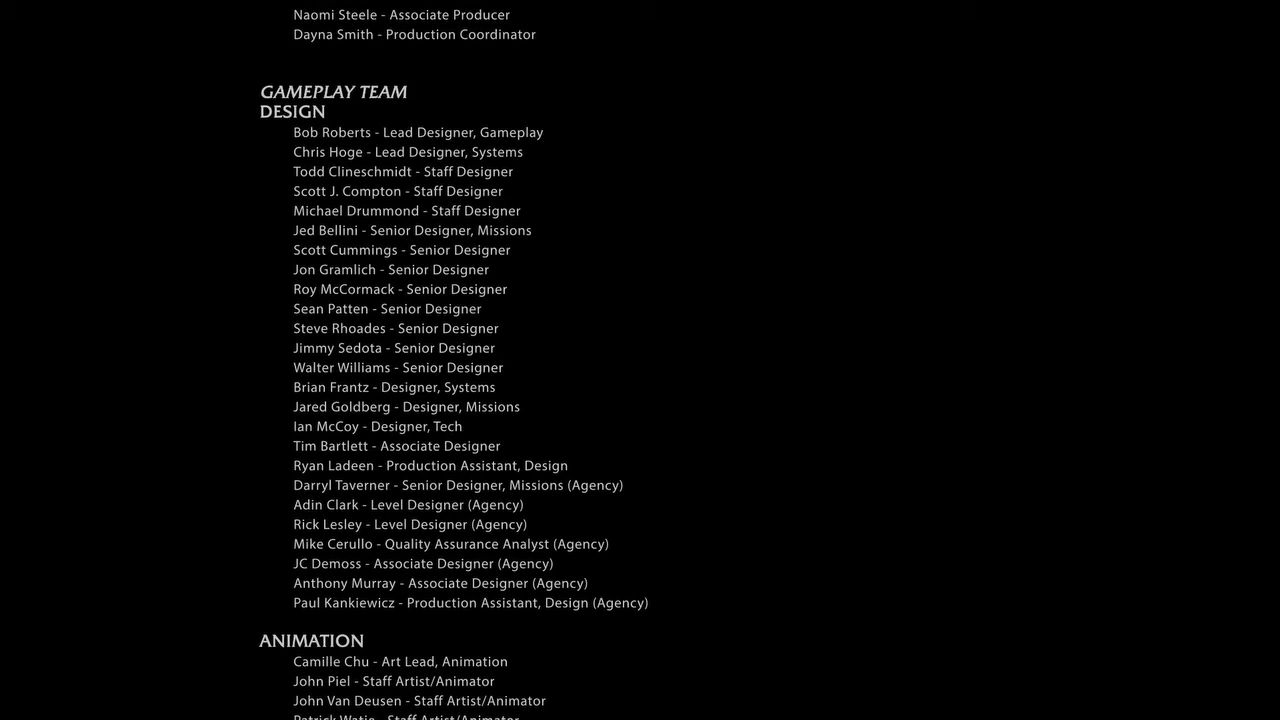 Naomi Steele - Associate Producer
Dayna Smith - Production Coordinator
GAMEPLAY TEAM
DESIGN
Bob Roberts - Lead Designer, Gameplay
Chris Hoge - Lead Designer, Systems
Todd Clineschmidt - Staff Designer
Scott J. Compton - Staff Designer
Michael Drummond - Staff Designer
Jed Bellini - Senior Designer, Missions
Scott Cummings - Senior Designer
Jon Gramlich - Senior Designer
Roy McCormack - Senior Designer
Sean Patten - Senior Designer
Steve Rhoades - Senior Designer
Jimmy Sedota - Senior Designer
Walter Williams - Senior Designer
Brian Frantz - Designer, Systems
Jared Goldberg - Designer, Missions
Ian McCoy - Designer, Tech
Tim Bartlett - Associate Designer
Ryan Ladeen - Production Assistant, Design
Darryl Taverner - Senior Designer, Missions (Agency)
Adin Clark - Level Designer (Agency)
Rick Lesley - Level Designer (Agency)
Mike Cerullo - Quality Assurance Analyst (Agency)
JC Demoss - Associate Designer (Agency)
Anthony Murray - Associate Designer (Agency)
Paul Kankiewicz - Production Assistant, Design (Agency)
ANIMATION
Camille Chu - Art Lead, Animation
John Piel - Staff Artist/Animator
John Van Deusen - Staff Artist/Animator
Patrick - Staff Artist/Animator